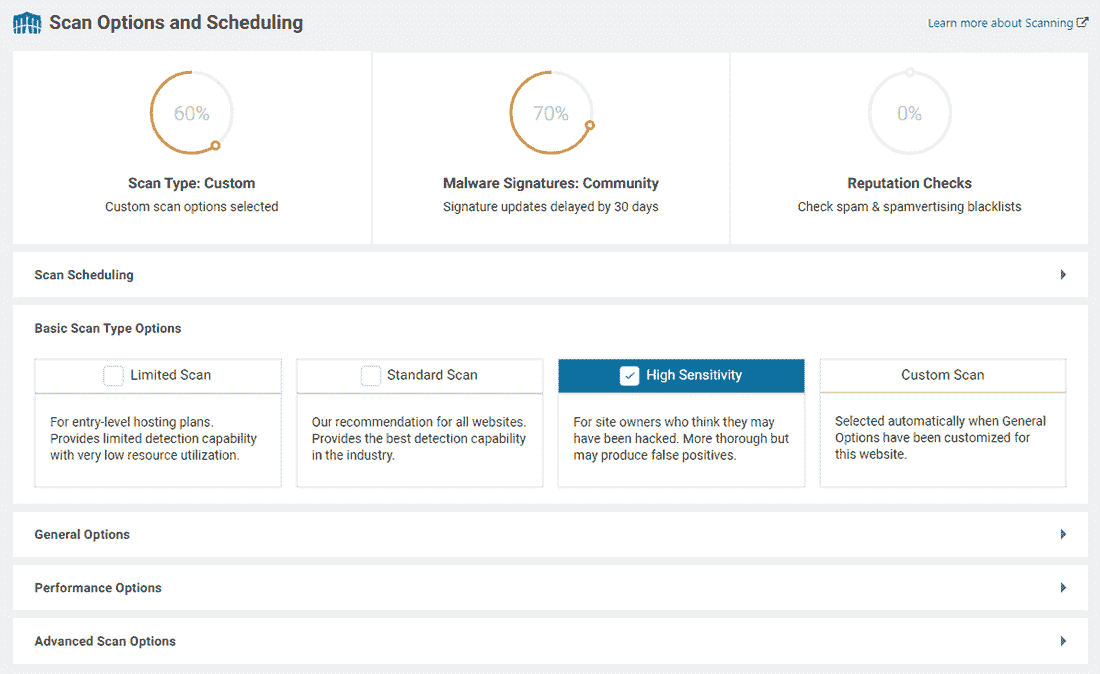 Scan Options and Scheduling
Learn more about Scanning
60%
Scan Type: Custom
Custom scan options selected
70%
Malware Signatures: Community
Signature updates delayed by 30 days
0%
Reputation Checks
Check spam & spamvertising blacklists
Scan Scheduling
Basic Scan Type Options
Limited Scan
For entry-level hosting plans.
Provides limited detection capability
with very low resource utilization.
Standard Scan
Our recommendation for all websites.
Provides the best detection capability
in the industry.
High Sensitivity
For site owners who think they may
have been hacked. More thorough but
may produce false positives.
Custom Scan
Selected automatically when General
Options have been customized for
this website.
General Options
Performance Options
Advanced Scan Options